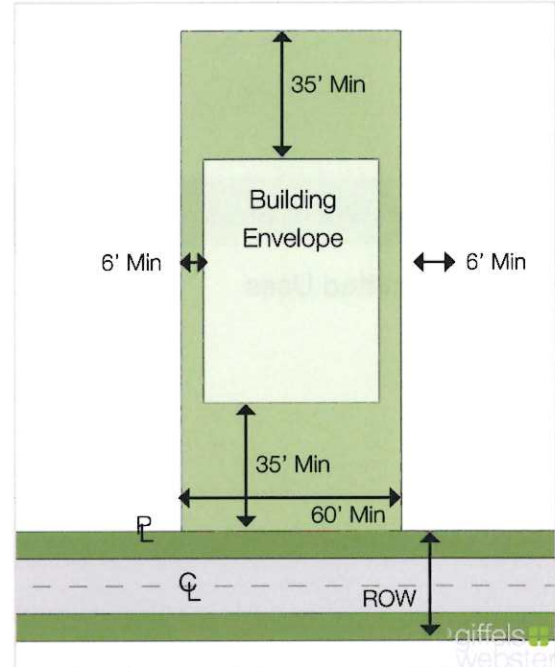 35' Min
Building
Envelope
6' Min
6' Min
35' Min
60' Min
PL
CL
ROW
giffels
webster